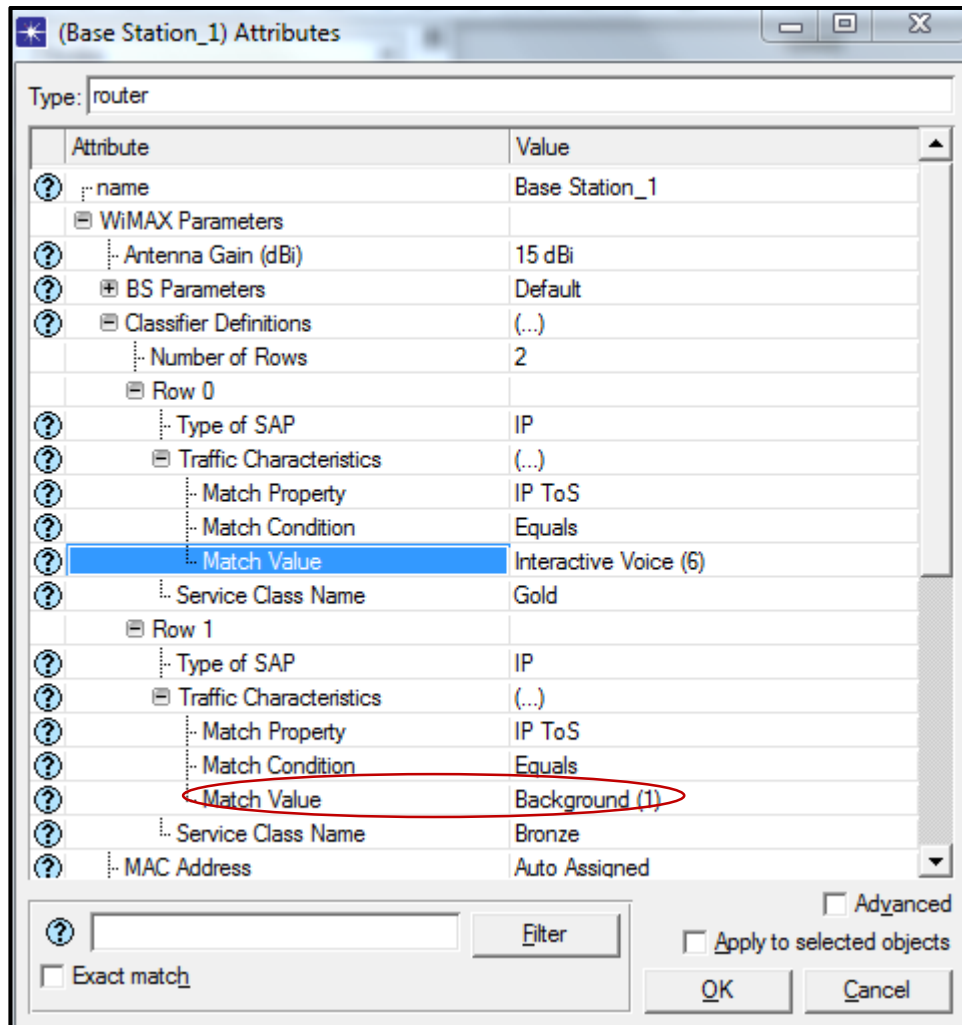 (Base Station_1) Attributes
Type: router
Attribute Value
name Base Station_1
WiMAX Parameters
Antenna Gain (dBi) 15 dBi
BS Parameters Default
Classifier Definitions (...)
Number of Rows 2
Row 0
Type of SAP IP
Traffic Characteristics (...)
Match Property IP ToS
Match Condition Equals
Match Value Interactive Voice (6)
Service Class Name Gold
Row 1
Type of SAP IP
Traffic Characteristics (...)
Match Property IP ToS
Match Condition Equals
Match Value Background (1)
Service Class Name Bronze
MAC Address Auto Assigned
Advanced
Filter
Apply to selected objects
Exact match
OK Cancel